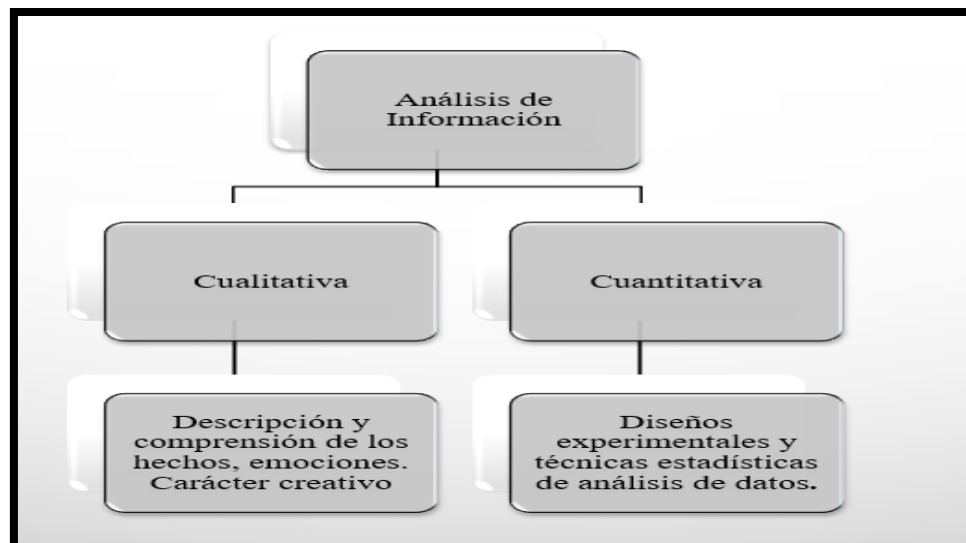 Análisis de
Información
Cualitativa
Cuantitativa
Descripción y
comprensión de los
hechos, emociones.
Carácter creativo
Diseños
experimentales y
técnicas estadísticas
de análisis de datos.